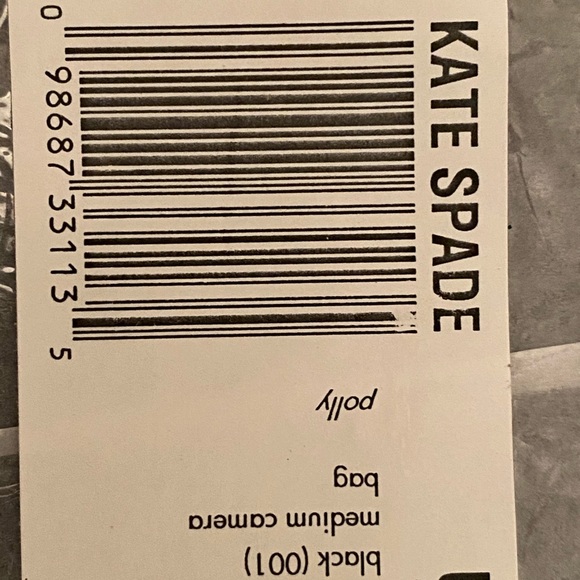 KATE SPADE
0 98687 33113 5
polly
bag
medium camera
black (001)